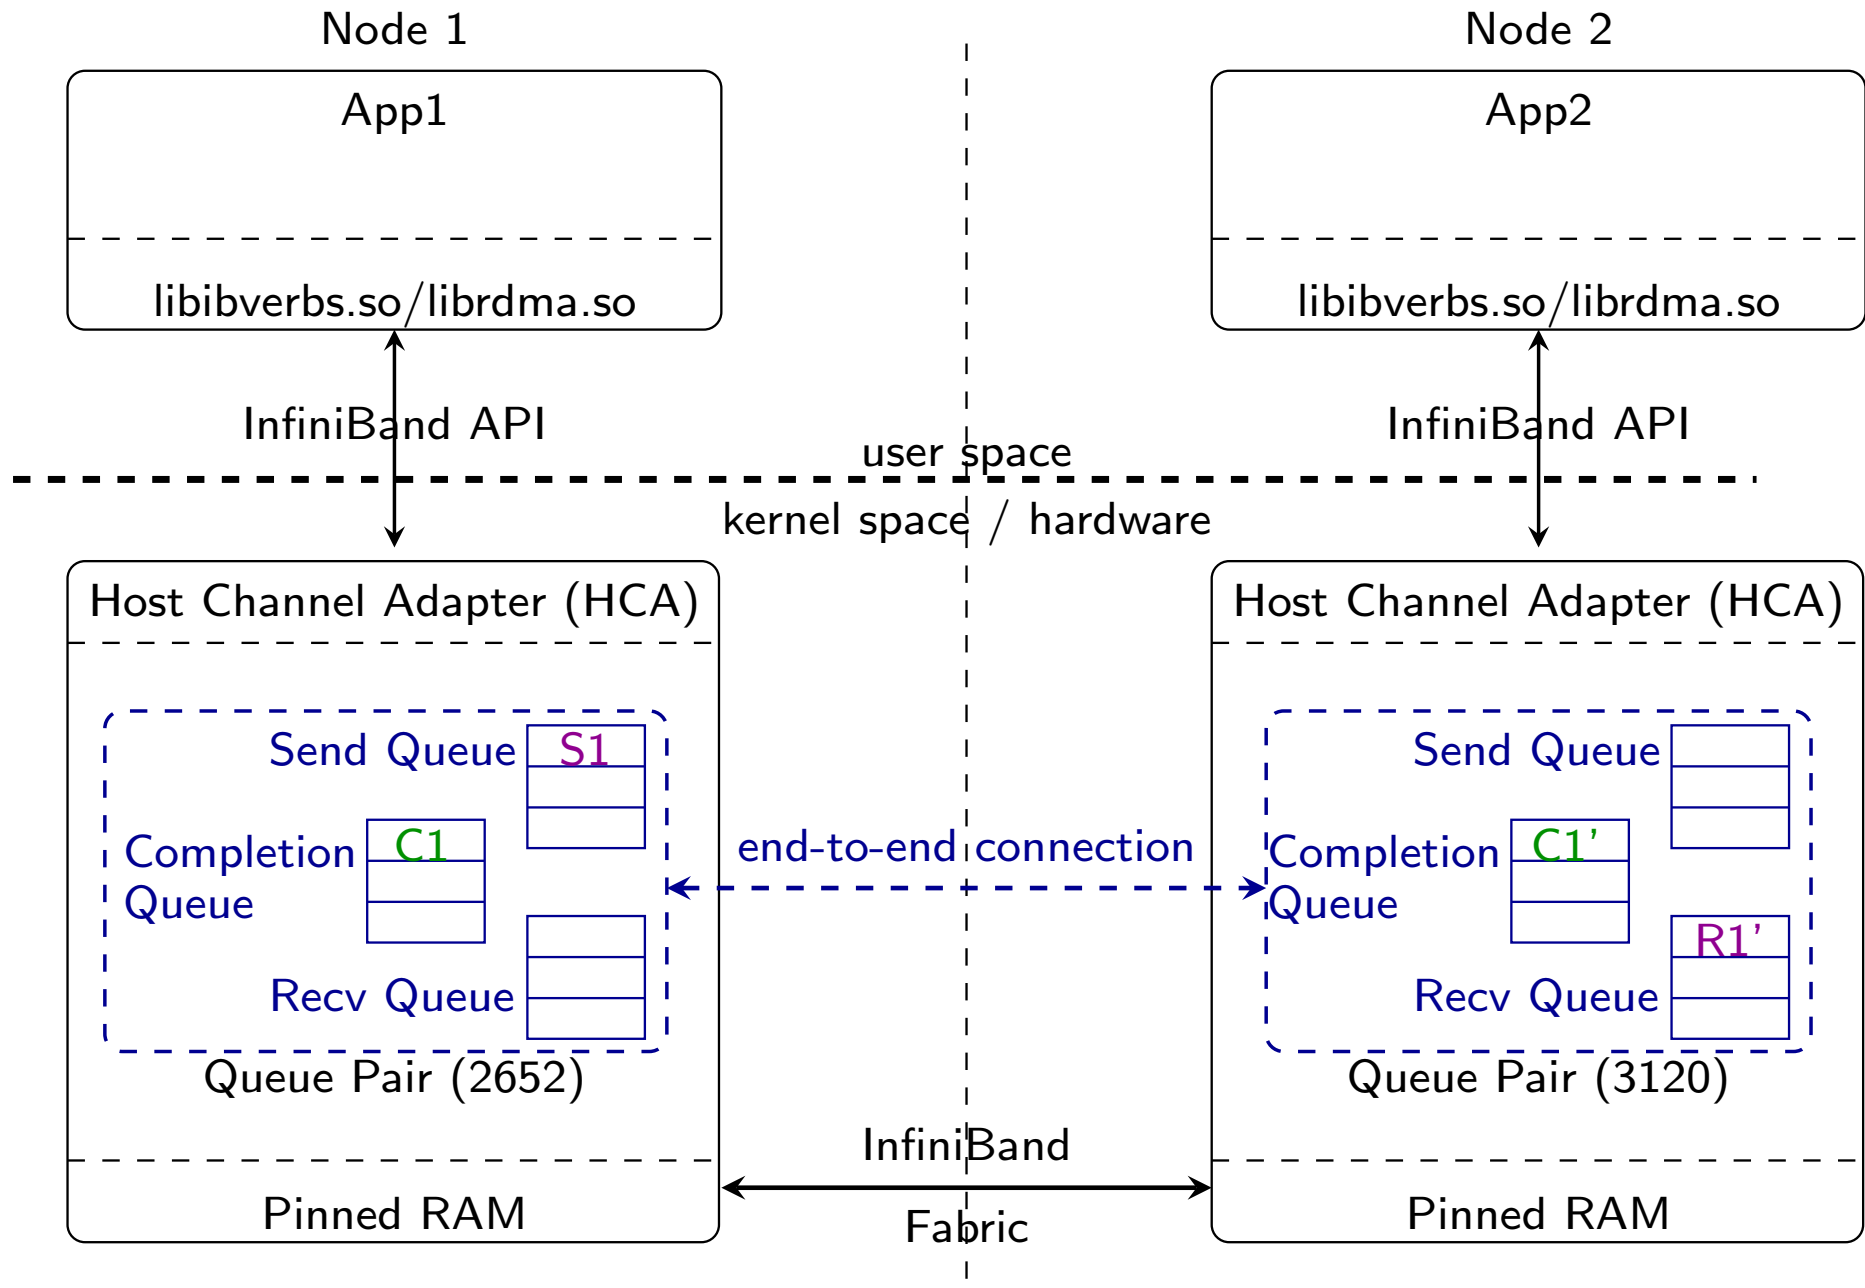 Node 1
Node 2
App1
App2
libibverbs.so/librdma.so
libibverbs.so/librdma.so
InfiniBand API
InfiniBand API
user space
kernel space / hardware
Host Channel Adapter (HCA)
Host Channel Adapter (HCA)
Send Queue
S1
Completion
Queue
C1
Recv Queue
Queue Pair (2652)
end-to-end connection
Send Queue
Completion
Queue
C1'
R1'
Recv Queue
Queue Pair (3120)
InfiniBand
Fabric
Pinned RAM
Pinned RAM